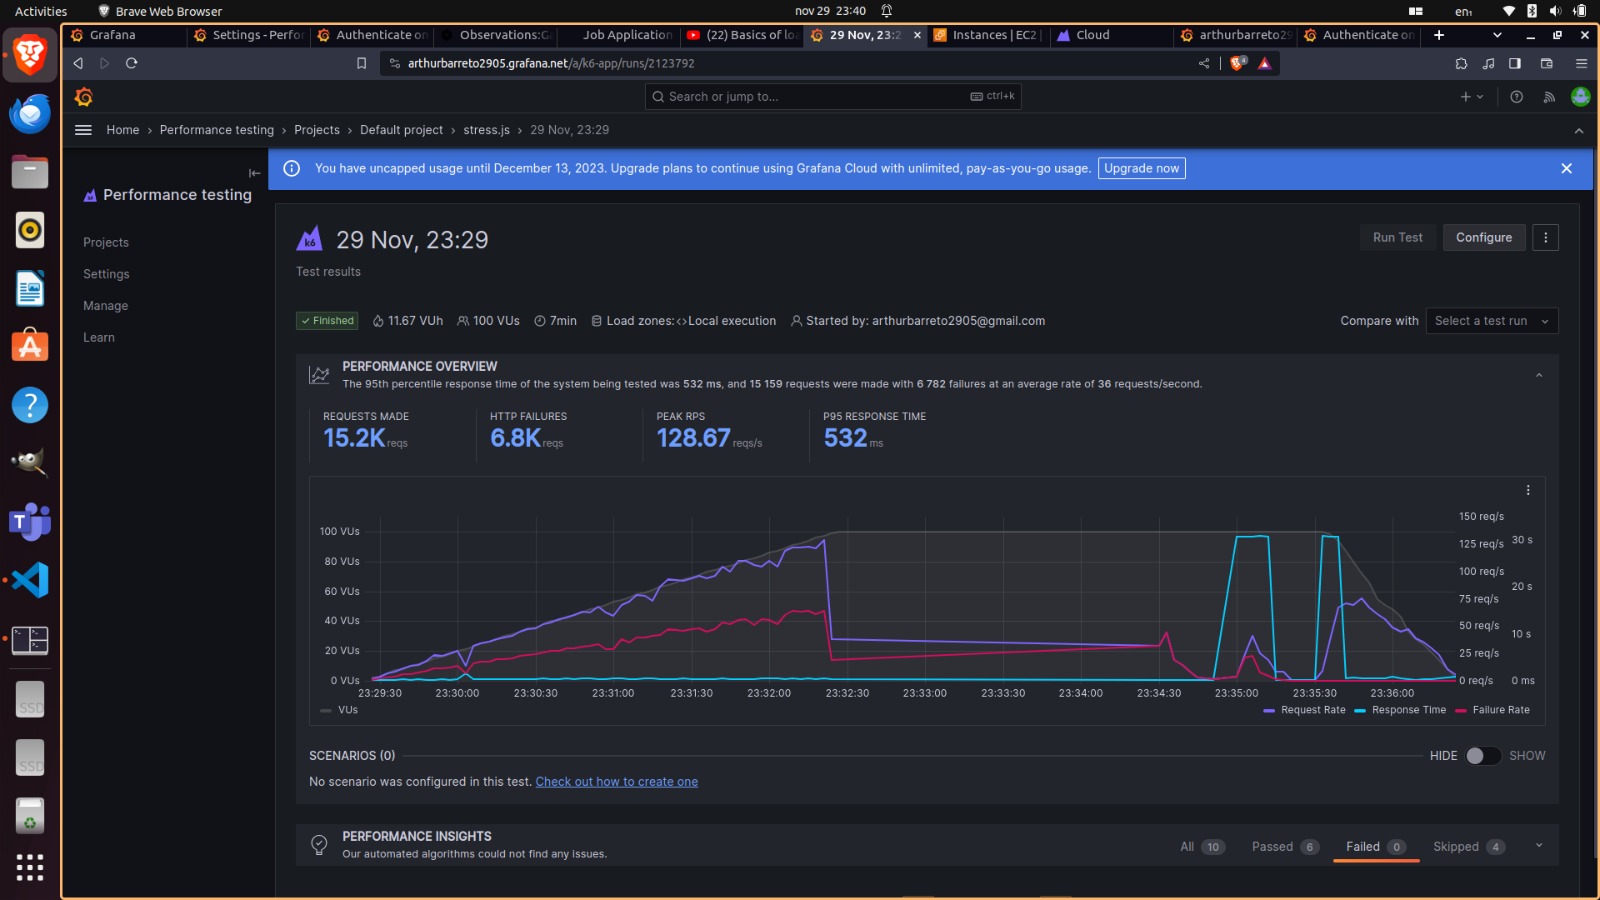 Activities
Brave Web Browser
nov 29 23:40
en₁
Grafana
Settings - Perfor
Authenticate on
Observations:Ga
Job Application
(22) Basics of loa
29 Nov, 23:2
Instances | EC2
Cloud
arthurbarreto29
Authenticate on
arthurbarreto2905.grafana.net/a/k6-app/runs/2123792
Search or jump to...
ctrl+k
Home › Performance testing › Projects › Default project › stress.js › 29 Nov, 23:29
You have uncapped usage until December 13, 2023. Upgrade plans to continue using Grafana Cloud with unlimited, pay-as-you-go usage.
Upgrade now
Performance testing
Projects
Settings
Manage
Learn
k6
29 Nov, 23:29
Run Test
Configure
Test results
Finished
11.67 VUh
100 VUs
7min
Load zones:<>Local execution
Started by: arthurbarreto2905@gmail.com
Compare with
Select a test run
PERFORMANCE OVERVIEW
The 95th percentile response time of the system being tested was 532 ms, and 15 159 requests were made with 6 782 failures at an average rate of 36 requests/second.
REQUESTS MADE
15.2K reqs
HTTP FAILURES
6.8K reqs
PEAK RPS
128.67 reqs/s
P95 RESPONSE TIME
532 ms
100 VUs
80 VUs
60 VUs
40 VUs
20 VUs
0 VUs
150 req/s
125 req/s
100 req/s
75 req/s
50 req/s
25 req/s
0 req/s
30 s
20 s
10 s
0 ms
23:29:30
23:30:00
23:30:30
23:31:00
23:31:30
23:32:00
23:32:30
23:33:00
23:33:30
23:34:00
23:34:30
23:35:00
23:35:30
23:36:00
VUs
Request Rate
Response Time
Failure Rate
SCENARIOS (0)
HIDE
SHOW
No scenario was configured in this test. Check out how to create one
PERFORMANCE INSIGHTS
Our automated algorithms could not find any issues.
All 10
Passed 6
Failed 0
Skipped 4
SSD
SSD